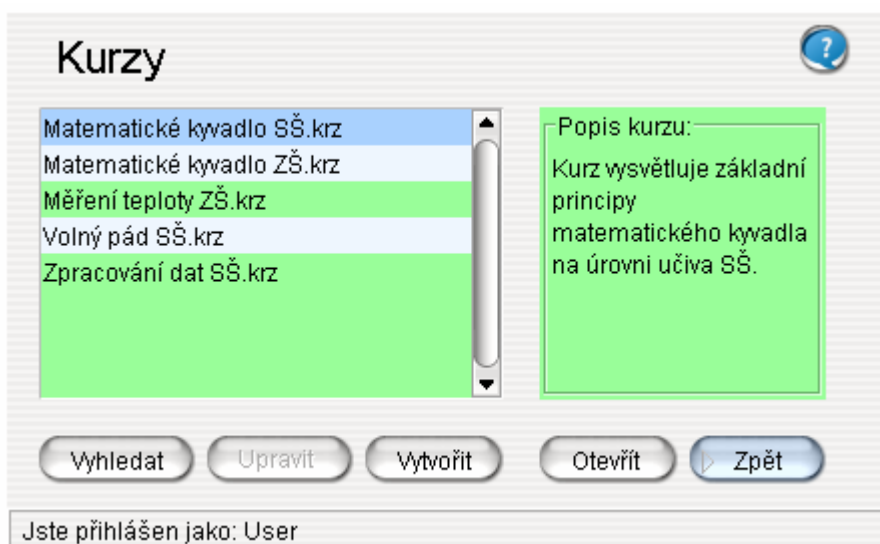 Kurzy
?
Matematické kyvadlo SŠ.krz
Matematické kyvadlo ZŠ.krz
Měření teploty ZŠ.krz
Volný pád SŠ.krz
Zpracování dat SŠ.krz
Popis kurzu:
Kurz vysvětluje základní
principy
matematického kyvadla
na úrovni učiva SŠ.
Vyhledat
Upravit
Vytvořit
Otevřít
Zpět
Jste přihlášen jako: User